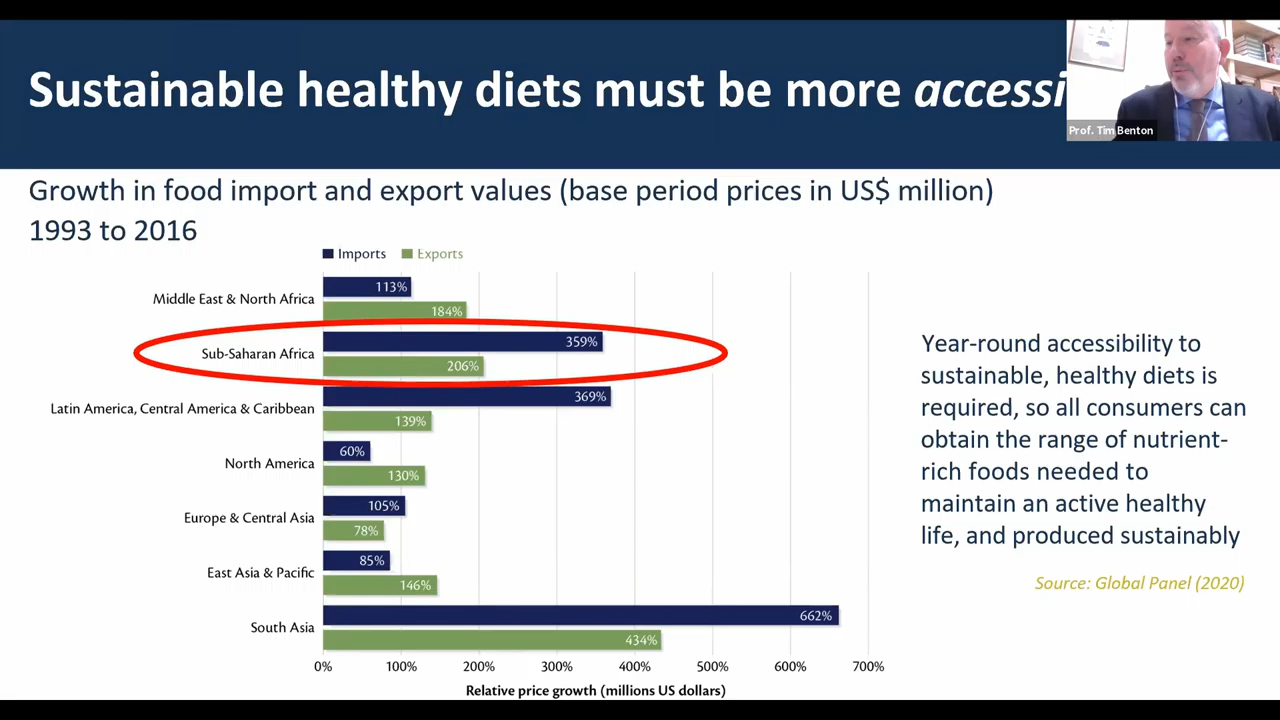 Sustainable healthy diets must be more accessi
Prof. Tim Benton
Growth in food import and export values (base period prices in US$ million)
1993 to 2016
Imports Exports
Middle East & North Africa 113%
184%
Sub-Saharan Africa 359%
206%
Latin America, Central America & Caribbean 369%
139%
North America 60%
130%
Europe & Central Asia 105%
78%
East Asia & Pacific 85%
146%
South Asia 662%
434%
0% 100% 200% 300% 400% 500% 600% 700%
Relative price growth (millions US dollars)
Year-round accessibility to
sustainable, healthy diets is
required, so all consumers can
obtain the range of nutrient-
rich foods needed to
maintain an active healthy
life, and produced sustainably
Source: Global Panel (2020)